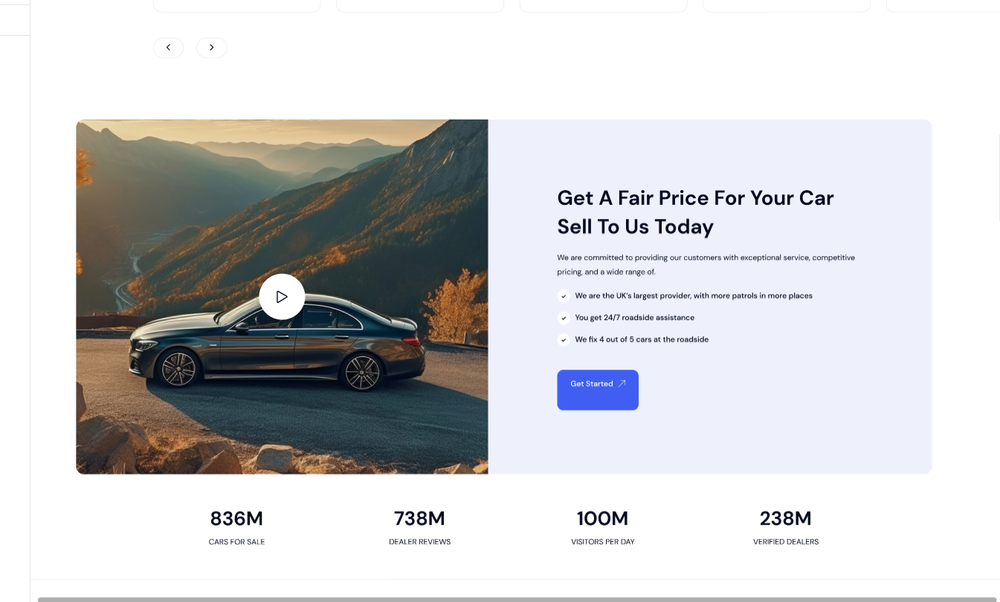 Get A Fair Price For Your Car
Sell To Us Today
We are committed to providing our customers with exceptional service, competitive
pricing, and a wide range of.
We are the UK's largest provider, with more patrols in more places
You get 24/7 roadside assistance
We fix 4 out of 5 cars at the roadside
Get Started
836M
738M
100M
238M
CARS FOR SALE
DEALER REVIEWS
VISITORS PER DAY
VERIFIED DEALERS